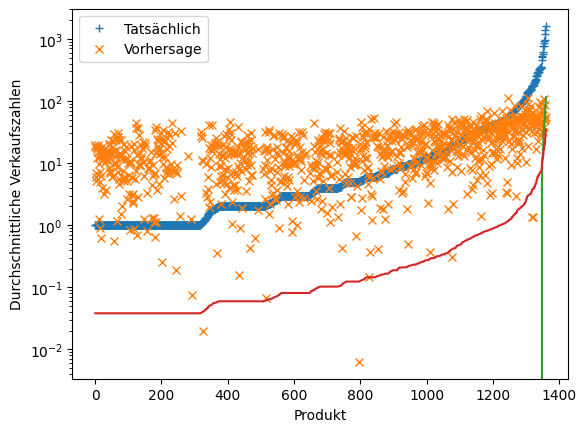 Tatsächlich
Vorhersage
Durchschnittliche Verkaufszahlen
10³
10²
10¹
10⁰
10⁻¹
10⁻²
0 200 400 600 800 1000 1200 1400
Produkt